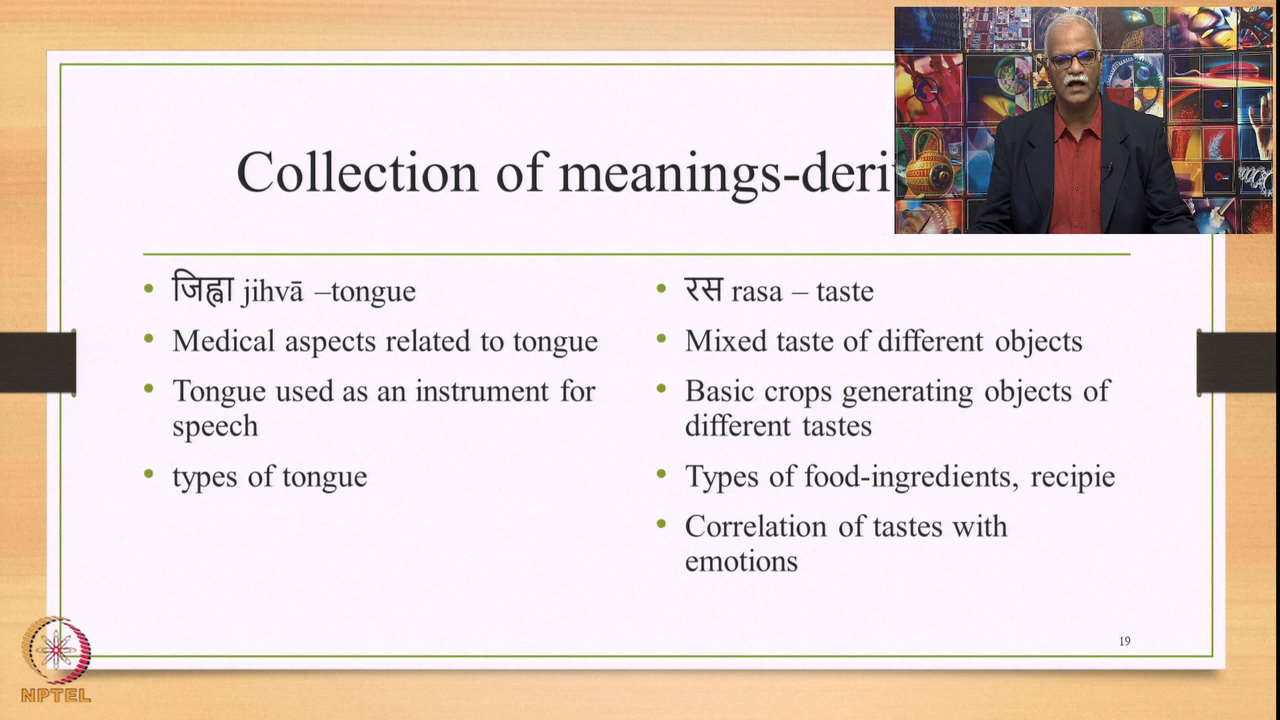 Collection of meanings-deri
• जिह्वा jihvā –tongue
• Medical aspects related to tongue
• Tongue used as an instrument for
speech
• types of tongue
• रस rasa – taste
• Mixed taste of different objects
• Basic crops generating objects of
different tastes
• Types of food-ingredients, recipie
• Correlation of tastes with
emotions
19
NPTEL